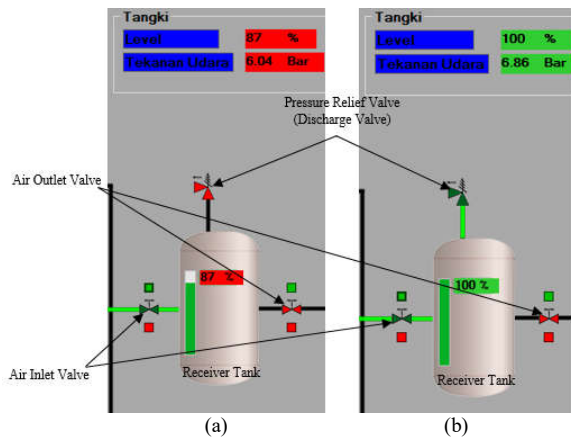 Tangki
Level 87 %
Tekanan Udara 6.04 Bar
Tangki
Level 100 %
Tekanan Udara 6.86 Bar
Pressure Relief Valve
(Discharge Valve)
Air Outlet Valve
87 %
100 %
Air Inlet Valve
Receiver Tank
Receiver Tank
(a)
(b)